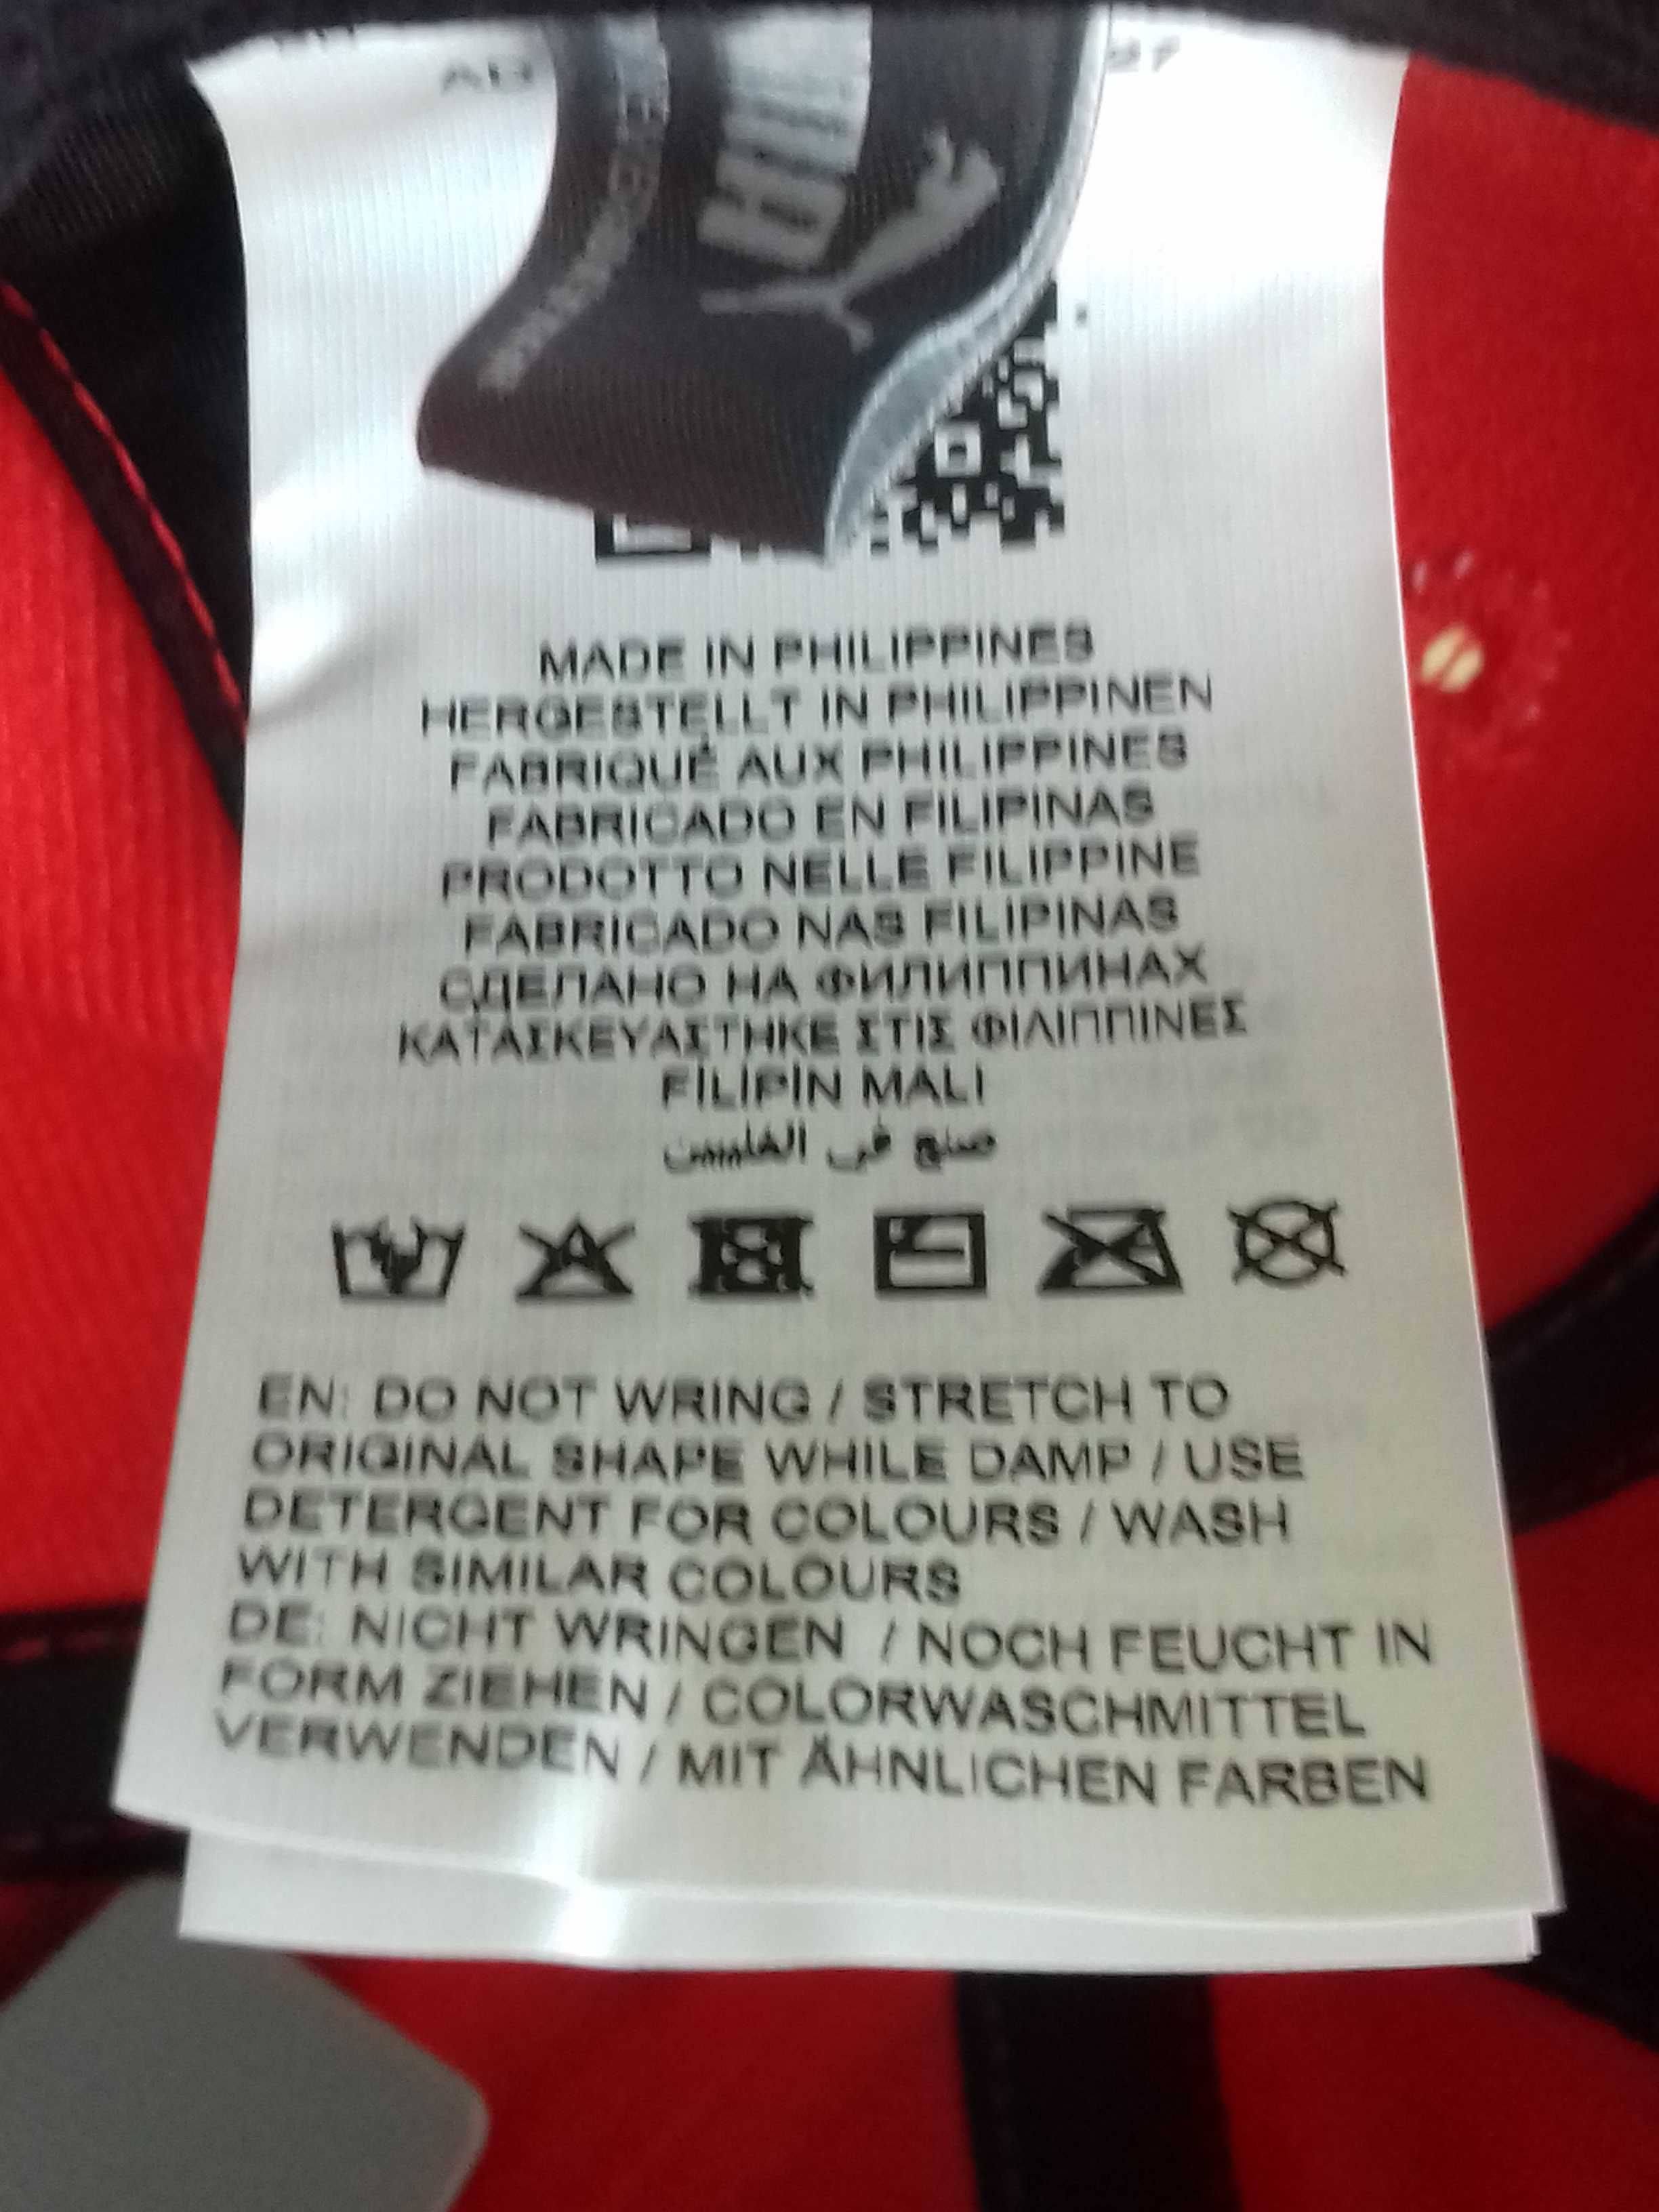 MADE IN PHILIPPINES
HERGESTELLT IN PHILIPPINEN
FABRIQUÉ AUX PHILIPPINES
FABRICADO EN FILIPINAS
PRODOTTO NELLE FILIPPINE
FABRICADO NAS FILIPINAS
СДЕЛАНО НА ФИЛИППИНАХ
ΚΑΤΑΣΚΕΥΑΣΤΗΚΕ ΣΤΙΣ ΦΙΛΙΠΠΙΝΕΣ
FİLİPİN MALI
صنع في الفلبيين
EN: DO NOT WRING / STRETCH TO
ORIGINAL SHAPE WHILE DAMP / USE
DETERGENT FOR COLOURS / WASH
WITH SIMILAR COLOURS
DE: NICHT WRINGEN / NOCH FEUCHT IN
FORM ZIEHEN / COLORWASCHMITTEL
VERWENDEN / MIT ÄHNLICHEN FARBEN